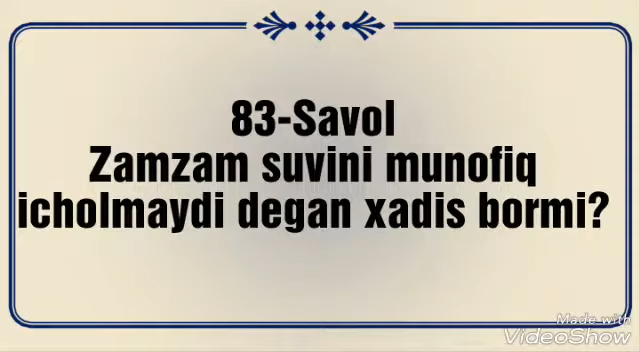 83-Savol
Zamzam suvini munofiq
icholmaydi degan xadis bormi?
Made with
VideoShow